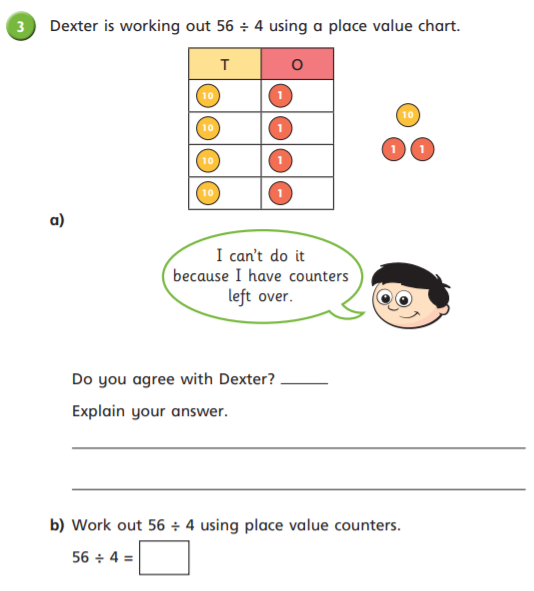 3 Dexter is working out 56 ÷ 4 using a place value chart.
T O
10 1
10 1
10 1
10 1
10
1 1
a)
I can't do it
because I have counters
left over.
Do you agree with Dexter? ______
Explain your answer.
b) Work out 56 ÷ 4 using place value counters.
56 ÷ 4 =